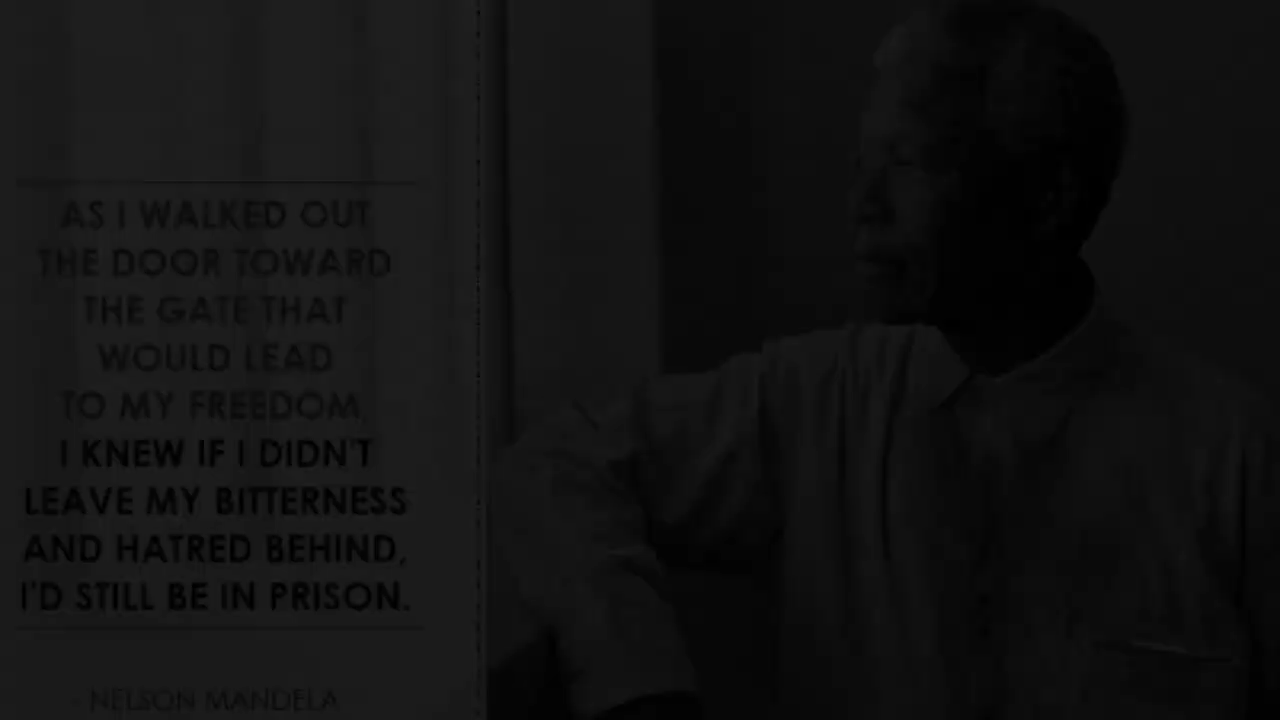 AS I WALKED OUT
THE DOOR TOWARD
THE GATE THAT
WOULD LEAD
TO MY FREEDOM
I KNEW IF I DIDN'T
LEAVE MY BITTERNESS
AND HATRED BEHIND,
I'D STILL BE IN PRISON.
- NELSON MANDELA